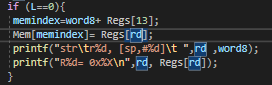 if (L==0){
memindex=word8+ Regs[13];
Mem[memindex]= Regs[rd];
printf("str\tr%d, [sp,#%d]\t ",rd ,word8);
printf("R%d= 0x%X\n",rd, Regs[rd]);
}